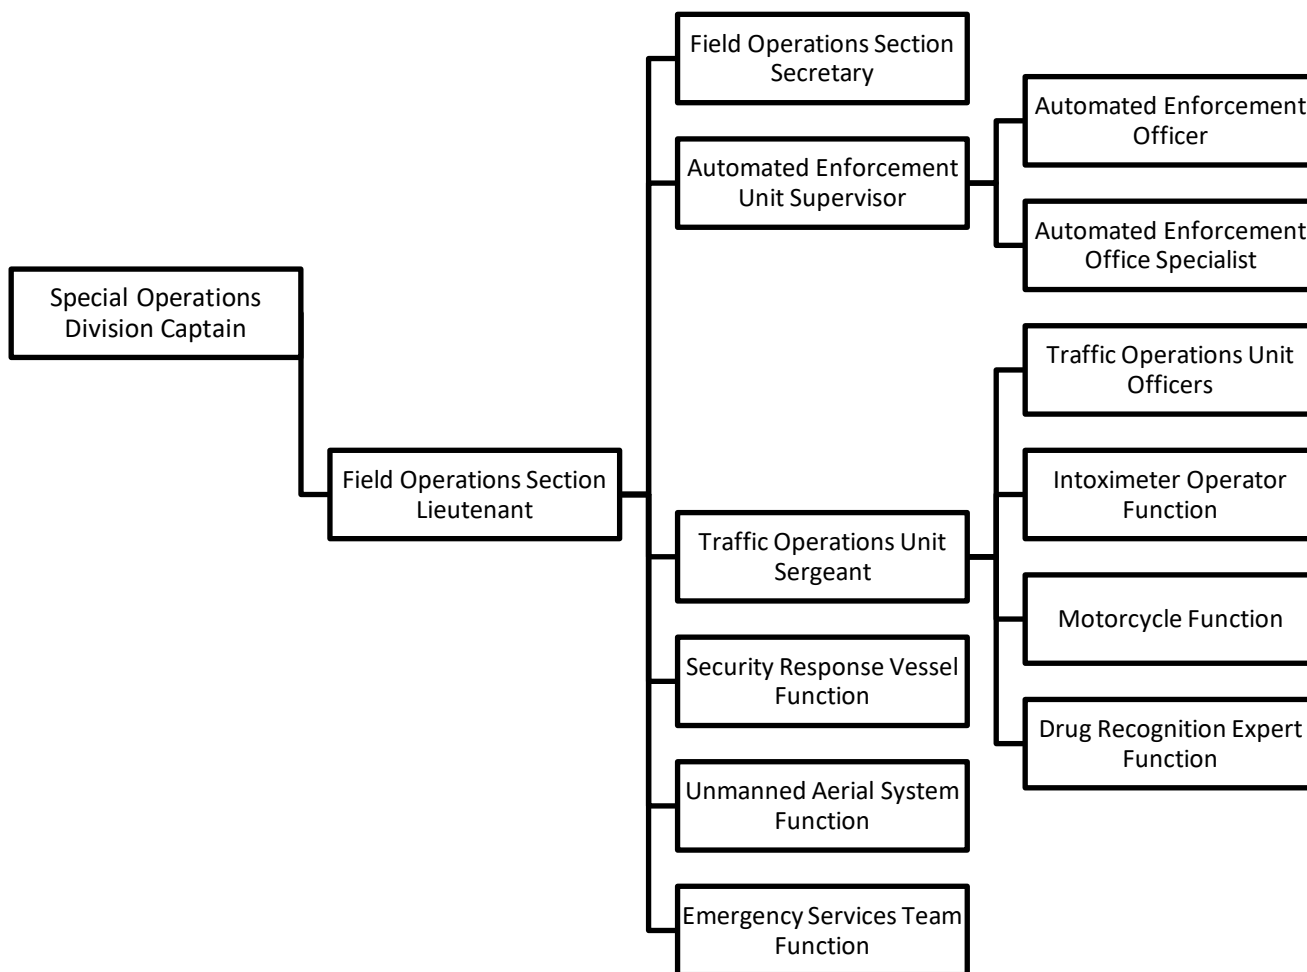 Special Operations
Division Captain
Field Operations Section
Lieutenant
Field Operations Section
Secretary
Automated Enforcement
Unit Supervisor
Automated Enforcement
Officer
Automated Enforcement
Office Specialist
Traffic Operations Unit
Sergeant
Traffic Operations Unit
Officers
Intoximeter Operator
Function
Motorcycle Function
Drug Recognition Expert
Function
Security Response Vessel
Function
Unmanned Aerial System
Function
Emergency Services Team
Function